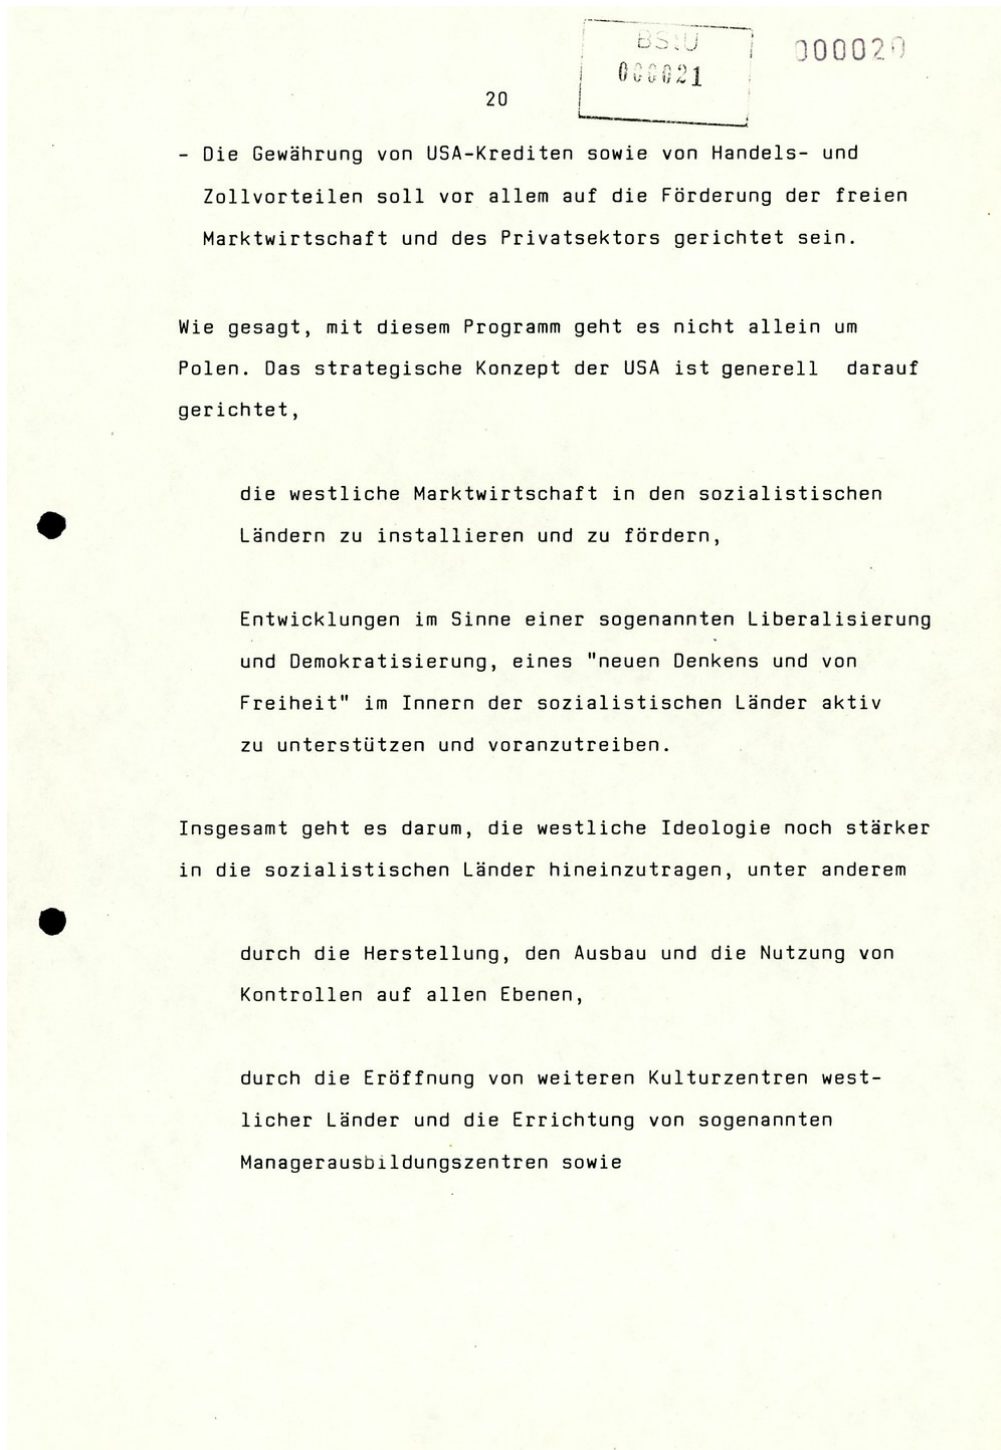 BStU
000021
000020
20
- Die Gewährung von USA-Krediten sowie von Handels- und
Zollvorteilen soll vor allem auf die Förderung der freien
Marktwirtschaft und des Privatsektors gerichtet sein.
Wie gesagt, mit diesem Programm geht es nicht allein um
Polen. Das strategische Konzept der USA ist generell darauf
gerichtet,
die westliche Marktwirtschaft in den sozialistischen
Ländern zu installieren und zu fördern,
Entwicklungen im Sinne einer sogenannten Liberalisierung
und Demokratisierung, eines "neuen Denkens und von
Freiheit" im Innern der sozialistischen Länder aktiv
zu unterstützen und voranzutreiben.
Insgesamt geht es darum, die westliche Ideologie noch stärker
in die sozialistischen Länder hineinzutragen, unter anderem
durch die Herstellung, den Ausbau und die Nutzung von
Kontrollen auf allen Ebenen,
durch die Eröffnung von weiteren Kulturzentren west-
licher Länder und die Errichtung von sogenannten
Managerausbildungszentren sowie